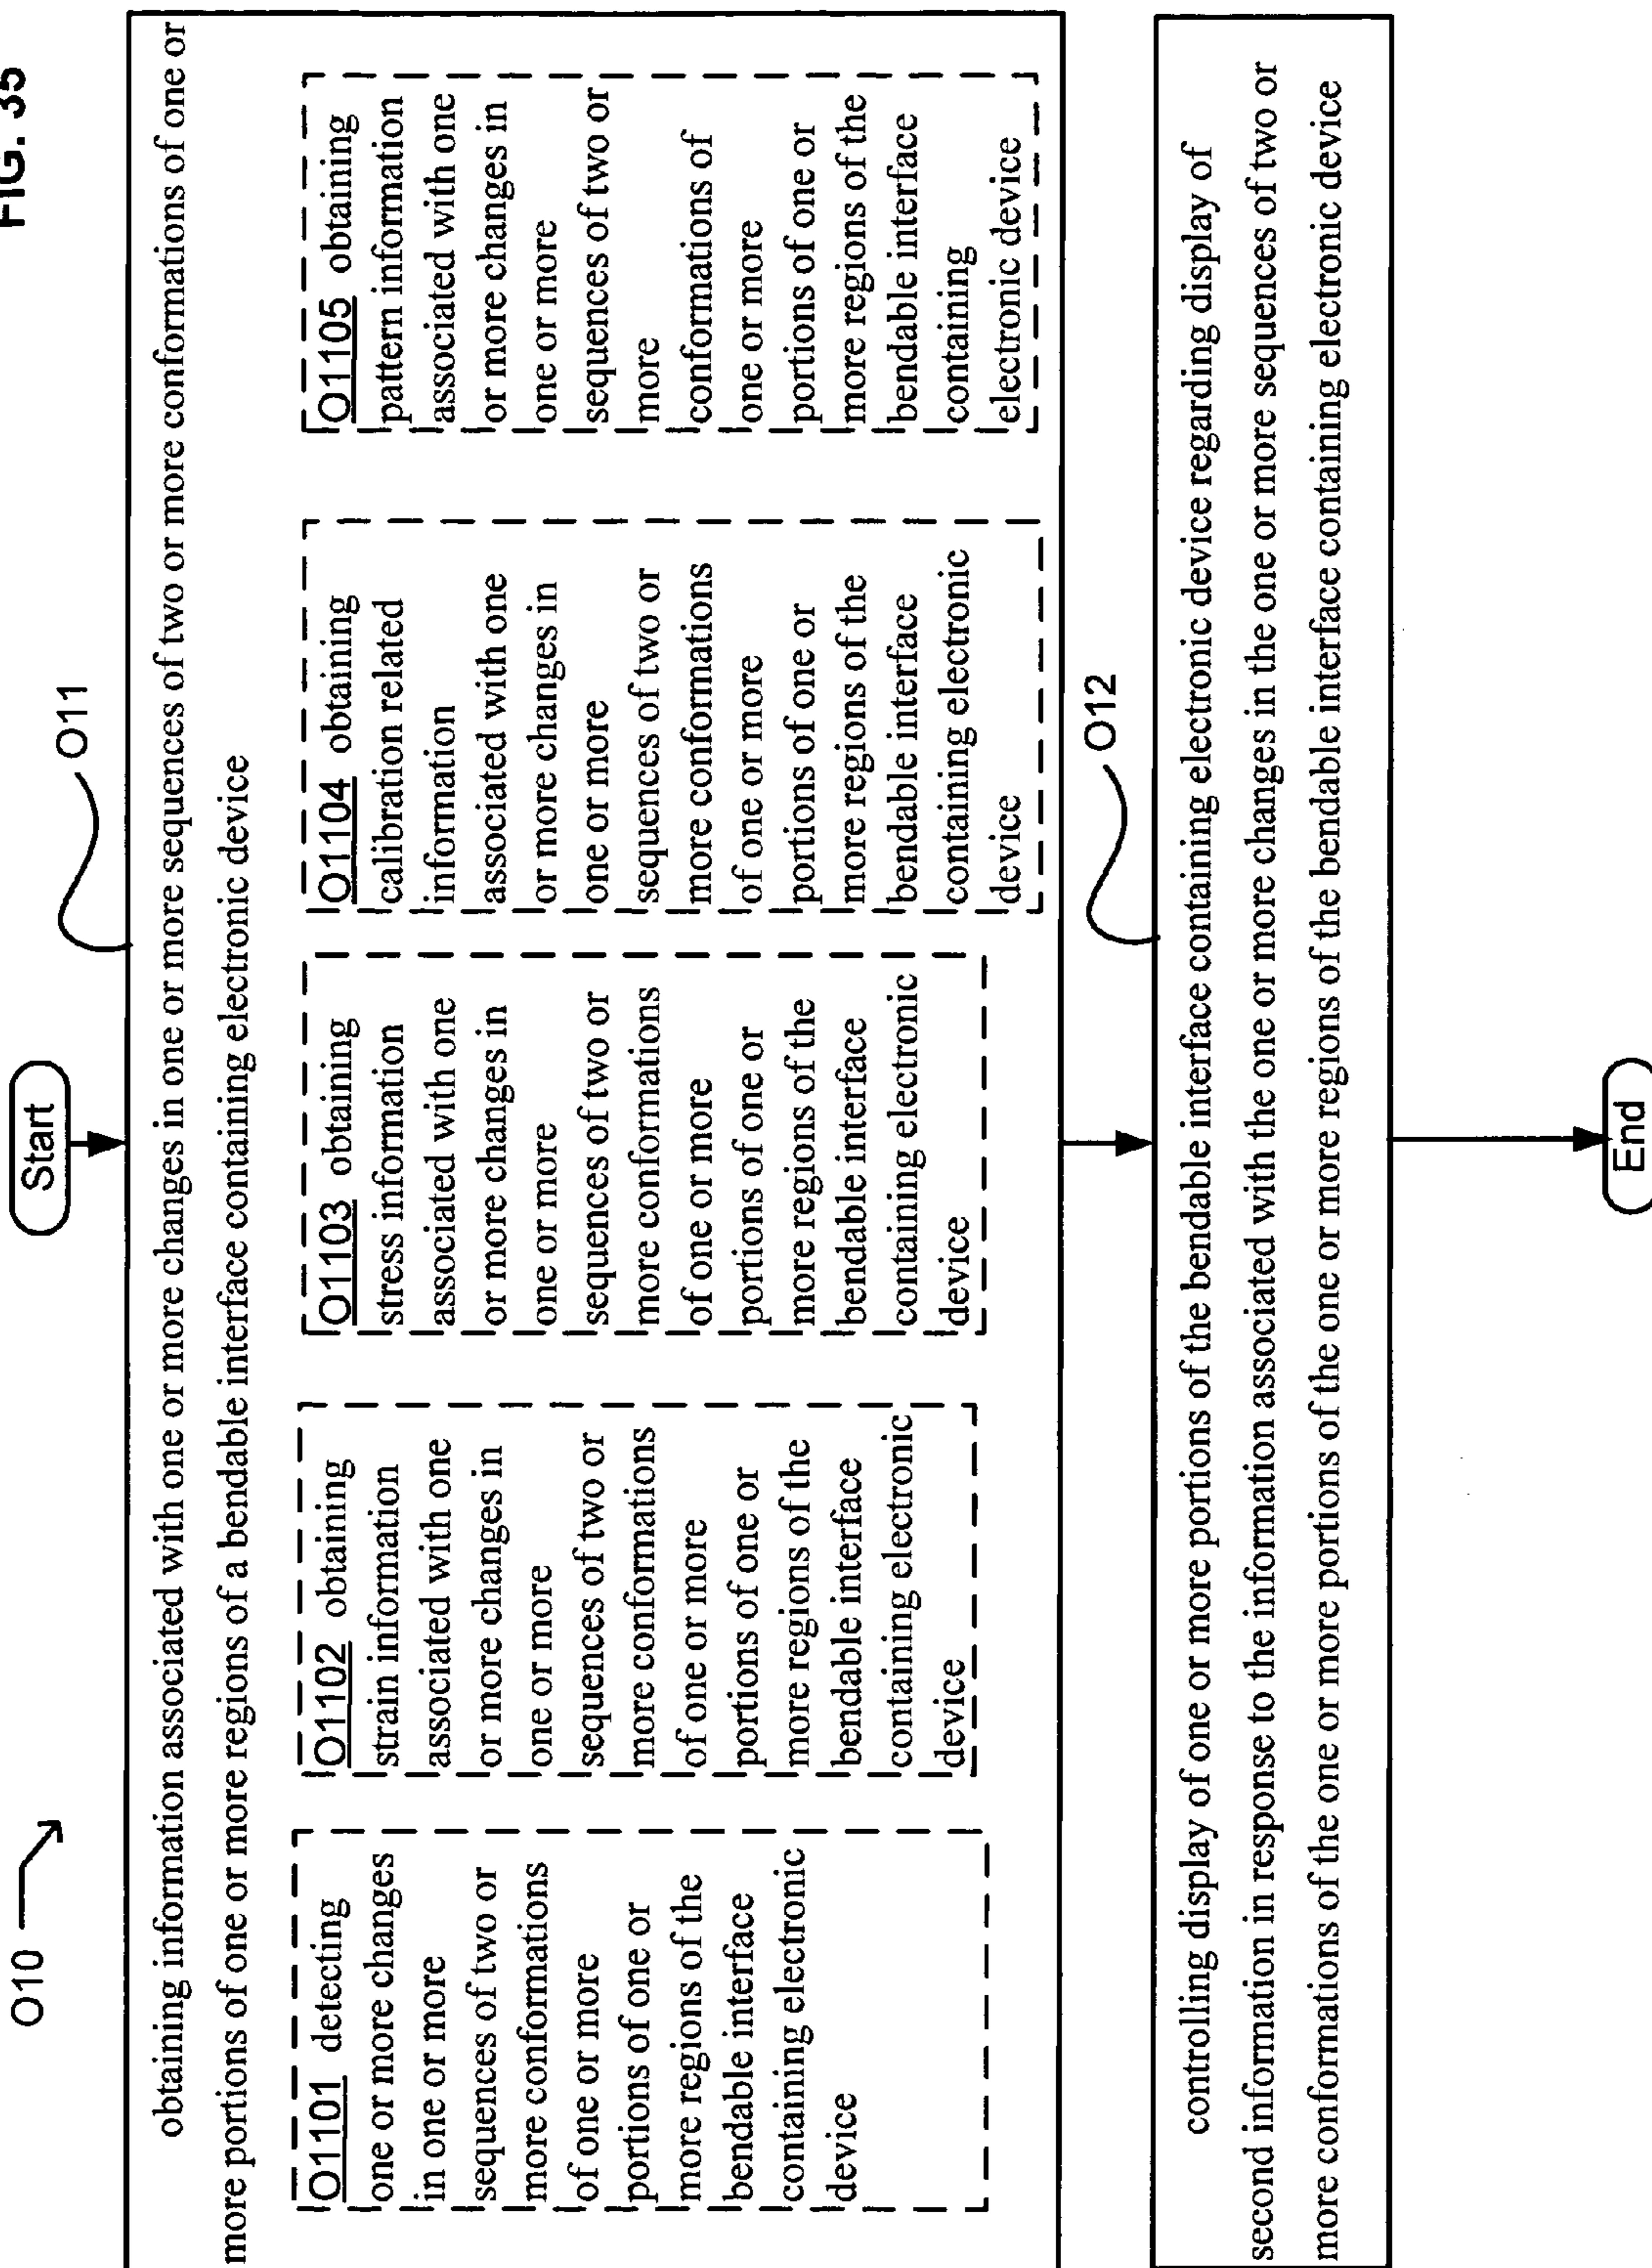 FIG. 35
O10
Start
O11
obtaining information associated with one or more changes in one or more sequences of two or more conformations of one or
more portions of one or more regions of a bendable interface containing electronic device
O1101 detecting
one or more changes
in one or more
sequences of two or
more conformations
of one or more
portions of one or
more regions of the
bendable interface
containing electronic
device
O1102 obtaining
strain information
associated with one
or more changes in
one or more
sequences of two or
more conformations
of one or more
portions of one or
more regions of the
bendable interface
containing electronic
device
O1103 obtaining
stress information
associated with one
or more changes in
one or more
sequences of two or
more conformations
of one or more
portions of one or
more regions of the
bendable interface
containing electronic
device
O1104 obtaining
calibration related
information
associated with one
or more changes in
one or more
sequences of two or
more conformations
of one or more
portions of one or
more regions of the
bendable interface
containing electronic
device
O1105 obtaining
pattern information
associated with one
or more changes in
one or more
sequences of two or
more
conformations of
one or more
portions of one or
more regions of the
bendable interface
containing
electronic device
O12
controlling display of one or more portions of the bendable interface containing electronic device regarding display of
second information in response to the information associated with the one or more changes in the one or more sequences of two or
more conformations of the one or more portions of the one or more regions of the bendable interface containing electronic device
End